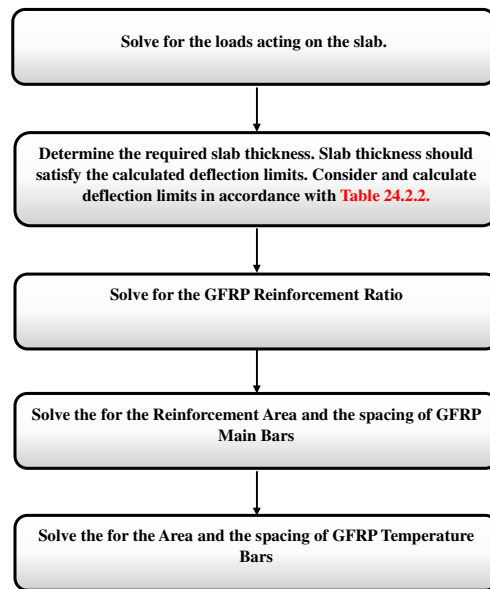 Solve for the loads acting on the slab.
Determine the required slab thickness. Slab thickness should
satisfy the calculated deflection limits. Consider and calculate
deflection limits in accordance with Table 24.2.2.
Solve for the GFRP Reinforcement Ratio
Solve the for the Reinforcement Area and the spacing of GFRP
Main Bars
Solve the for the Area and the spacing of GFRP Temperature
Bars